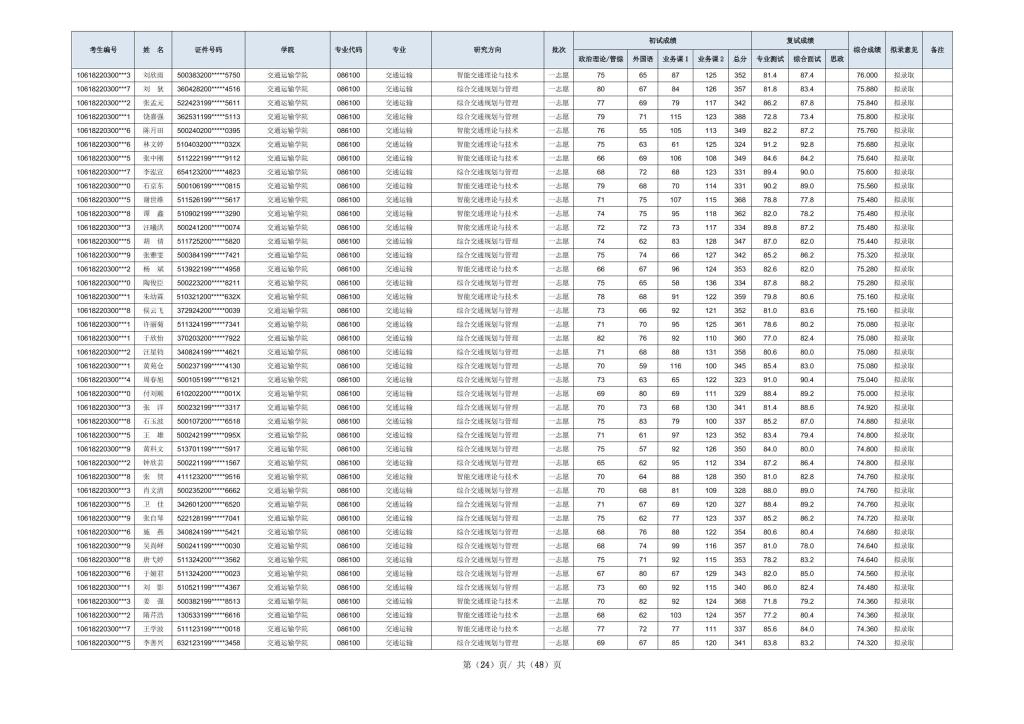 考生编号 姓 名 证件号码 学院 专业代码 专业 研究方向 批次 初试成绩 复试成绩 综合成绩 拟录意见 备注
政治理论/管综 外国语 业务课1 业务课2 总分 专业测试 综合面试 思政
10618220300***3 刘欣雨 500383200*****5750 交通运输学院 086100 交通运输 智能交通理论与技术 一志愿 75 65 87 125 352 81.4 87.4 76.000 拟录取
10618220300***7 刘 犾 360428200*****4516 交通运输学院 086100 交通运输 综合交通规划与管理 一志愿 80 67 84 126 357 81.8 83.4 75.880 拟录取
10618220300***2 张孟元 522423199*****5611 交通运输学院 086100 交通运输 综合交通规划与管理 一志愿 77 69 79 117 342 86.2 87.8 75.840 拟录取
10618220300***1 饶喜强 362531199*****5113 交通运输学院 086100 交通运输 综合交通规划与管理 一志愿 79 71 115 123 388 72.8 73.4 75.800 拟录取
10618220300***6 陈月田 500240200*****0395 交通运输学院 086100 交通运输 智能交通理论与技术 一志愿 76 55 105 113 349 82.2 87.2 75.760 拟录取
10618220300***6 林文婷 510403200*****032X 交通运输学院 086100 交通运输 智能交通理论与技术 一志愿 75 63 61 125 324 91.2 92.8 75.680 拟录取
10618220300***5 张中刚 511222199*****9112 交通运输学院 086100 交通运输 智能交通理论与技术 一志愿 66 69 106 108 349 84.6 84.2 75.640 拟录取
10618220300***7 李泓宜 654123200*****4823 交通运输学院 086100 交通运输 综合交通规划与管理 一志愿 68 72 68 123 331 89.4 90.0 75.600 拟录取
10618220300***0 石京东 500106199*****0815 交通运输学院 086100 交通运输 智能交通理论与技术 一志愿 79 68 70 114 331 90.2 89.0 75.560 拟录取
10618220300***5 谢世维 511526199*****5617 交通运输学院 086100 交通运输 智能交通理论与技术 一志愿 71 75 107 115 368 78.8 77.8 75.480 拟录取
10618220300***8 谭 鑫 510902199*****3290 交通运输学院 086100 交通运输 智能交通理论与技术 一志愿 74 75 95 118 362 82.0 78.2 75.480 拟录取
10618220300***3 汪曦洪 500241200*****0074 交通运输学院 086100 交通运输 智能交通理论与技术 一志愿 72 72 73 117 334 89.8 87.2 75.480 拟录取
10618220300***5 胡 倩 511725200*****5820 交通运输学院 086100 交通运输 综合交通规划与管理 一志愿 74 62 83 128 347 87.0 82.0 75.440 拟录取
10618220300***9 张雅雯 500384199*****7421 交通运输学院 086100 交通运输 综合交通规划与管理 一志愿 75 74 66 127 342 85.2 86.2 75.320 拟录取
10618220300***2 杨 斌 513922199*****4958 交通运输学院 086100 交通运输 智能交通理论与技术 一志愿 66 67 96 124 353 82.6 82.0 75.280 拟录取
10618220300***0 陶俊臣 500223200*****8211 交通运输学院 086100 交通运输 综合交通规划与管理 一志愿 75 65 58 136 334 87.8 88.2 75.280 拟录取
10618220300***1 朱幼霖 510321200*****632X 交通运输学院 086100 交通运输 智能交通理论与技术 一志愿 78 68 91 122 359 79.8 80.6 75.160 拟录取
10618220300***8 侯云飞 372924200*****0039 交通运输学院 086100 交通运输 综合交通规划与管理 一志愿 73 66 92 121 352 81.0 83.6 75.160 拟录取
10618220300***1 许丽菊 511324199*****7341 交通运输学院 086100 交通运输 综合交通规划与管理 一志愿 71 70 95 125 361 78.6 80.2 75.080 拟录取
10618220300***1 于欣怡 370203200*****7922 交通运输学院 086100 交通运输 综合交通规划与管理 一志愿 82 76 92 110 360 77.0 82.4 75.080 拟录取
10618220300***2 汪星钧 340824199*****4621 交通运输学院 086100 交通运输 综合交通规划与管理 一志愿 71 68 88 131 358 80.6 80.0 75.080 拟录取
10618220300***1 黄苑仓 500237199*****4130 交通运输学院 086100 交通运输 综合交通规划与管理 一志愿 70 59 116 100 345 85.4 83.0 75.080 拟录取
10618220300***4 周春旭 500105199*****6121 交通运输学院 086100 交通运输 综合交通规划与管理 一志愿 73 63 65 122 323 91.0 90.4 75.040 拟录取
10618220300***0 付刘顺 610202200*****001X 交通运输学院 086100 交通运输 综合交通规划与管理 一志愿 69 80 69 111 329 88.4 89.2 75.000 拟录取
10618220300***3 张 洋 500232199*****3317 交通运输学院 086100 交通运输 综合交通规划与管理 一志愿 70 73 68 130 341 81.4 88.6 74.920 拟录取
10618220300***8 石玉波 500107200*****6518 交通运输学院 086100 交通运输 综合交通规划与管理 一志愿 75 83 79 100 337 85.2 87.0 74.880 拟录取
10618220300***5 王 雄 500242199*****095X 交通运输学院 086100 交通运输 综合交通规划与管理 一志愿 71 61 97 123 352 83.4 79.4 74.800 拟录取
10618220300***9 黄科文 513701199*****5917 交通运输学院 086100 交通运输 综合交通规划与管理 一志愿 75 57 92 126 350 84.0 80.0 74.800 拟录取
10618220300***2 钟欣芸 500221199*****1567 交通运输学院 086100 交通运输 综合交通规划与管理 一志愿 65 62 95 112 334 87.2 86.4 74.800 拟录取
10618220300***8 张 贺 411123200*****9516 交通运输学院 086100 交通运输 智能交通理论与技术 一志愿 70 64 88 128 350 81.0 82.8 74.760 拟录取
10618220300***3 肖文清 500235200*****6662 交通运输学院 086100 交通运输 综合交通规划与管理 一志愿 70 68 81 109 328 88.0 89.0 74.760 拟录取
10618220300***5 卫 佳 342601200*****6520 交通运输学院 086100 交通运输 综合交通规划与管理 一志愿 71 67 69 120 327 88.4 89.2 74.760 拟录取
10618220300***9 张自琴 522128199*****7041 交通运输学院 086100 交通运输 综合交通规划与管理 一志愿 75 62 77 123 337 85.2 86.2 74.720 拟录取
10618220300***6 施 燕 340824199*****5421 交通运输学院 086100 交通运输 综合交通规划与管理 一志愿 68 76 88 122 354 80.6 80.4 74.680 拟录取
10618220300***9 吴尚峄 500241199*****0030 交通运输学院 086100 交通运输 综合交通规划与管理 一志愿 68 74 99 116 357 81.0 78.0 74.640 拟录取
10618220300***8 唐弋婷 511324200*****3562 交通运输学院 086100 交通运输 综合交通规划与管理 一志愿 75 71 92 115 353 78.2 83.2 74.640 拟录取
10618220300***6 于娅君 511324200*****0023 交通运输学院 086100 交通运输 综合交通规划与管理 一志愿 67 80 67 129 343 82.0 85.0 74.560 拟录取
10618220300***1 刘 影 510521199*****4367 交通运输学院 086100 交通运输 综合交通规划与管理 一志愿 73 60 92 115 340 86.0 82.4 74.480 拟录取
10618220300***3 姜 强 500382199*****8513 交通运输学院 086100 交通运输 智能交通理论与技术 一志愿 70 82 92 124 368 71.8 79.2 74.360 拟录取
10618220300***2 隋芹浩 130533199*****6616 交通运输学院 086100 交通运输 智能交通理论与技术 一志愿 68 62 103 124 357 77.2 80.4 74.360 拟录取
10618220300***7 王学波 511123199*****0018 交通运输学院 086100 交通运输 智能交通理论与技术 一志愿 77 72 77 111 337 85.6 84.0 74.360 拟录取
10618220300***5 李善兴 632123199*****3458 交通运输学院 086100 交通运输 综合交通规划与管理 一志愿 69 67 85 120 341 83.8 83.2 74.320 拟录取
第（24）页/ 共（48）页